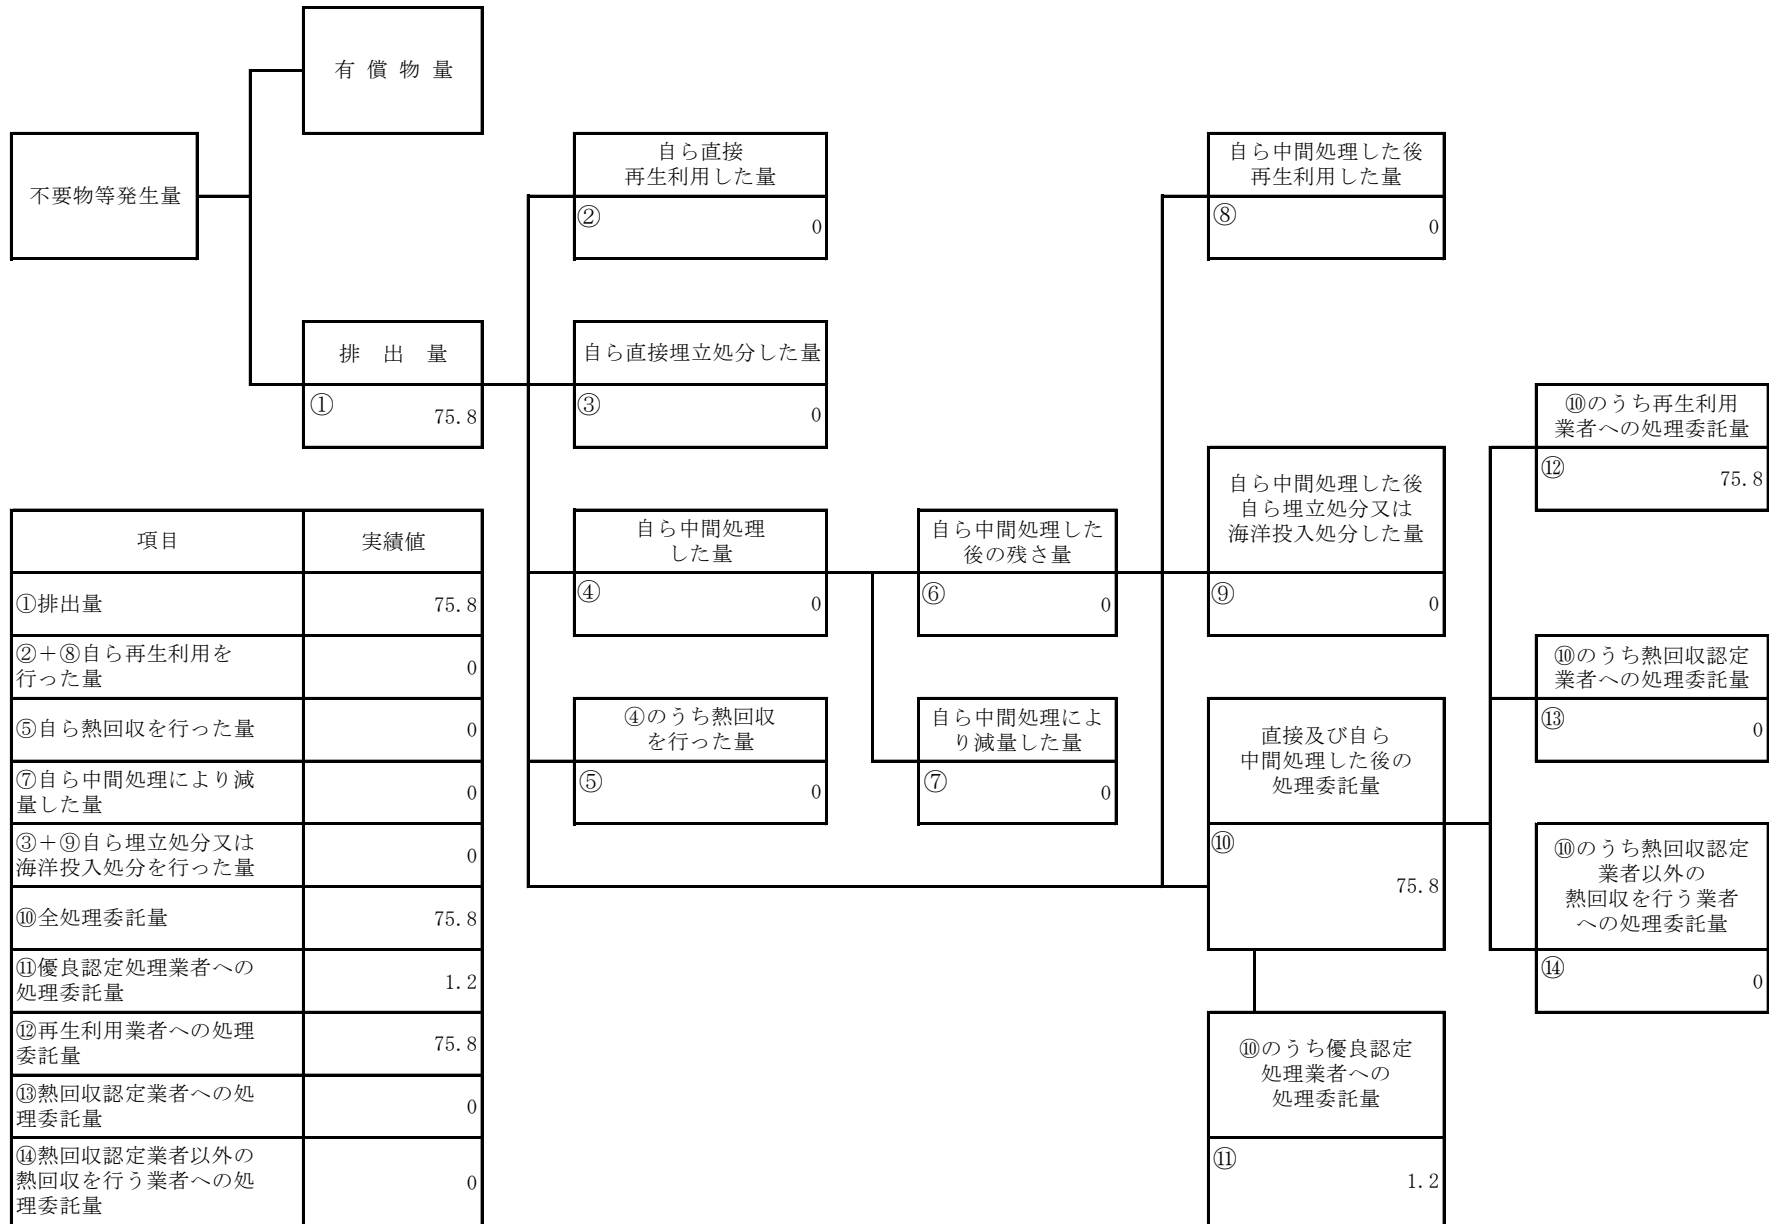 有償物量
不要物等発生量
自ら直接
再生利用した量
②
0
自ら中間処理した後
再生利用した量
⑧
0
排出量
①
75.8
自ら直接埋立処分した量
③
0
⑩のうち再生利用
業者への処理委託量
⑫
75.8
自ら中間処理
した量
④
0
自ら中間処理した
後の残さ量
⑥
0
自ら中間処理した後
自ら埋立処分又は
海洋投入処分した量
⑨
0
⑩のうち熱回収認定
業者への処理委託量
⑬
0
④のうち熱回収
を行った量
⑤
0
自ら中間処理によ
り減量した量
⑦
0
直接及び自ら
中間処理した後の
処理委託量
⑩
75.8
⑩のうち熱回収認定
業者以外の
熱回収を行う業者
への処理委託量
⑭
0
⑩のうち優良認定
処理業者への
処理委託量
⑪
1.2
項目 実績値
①排出量 75.8
②+⑧自ら再生利用を
行った量 0
⑤自ら熱回収を行った量 0
⑦自ら中間処理により減
量した量 0
③+⑨自ら埋立処分又は
海洋投入処分を行った量 0
⑩全処理委託量 75.8
⑪優良認定処理業者への
処理委託量 1.2
⑫再生利用業者への処理
委託量 75.8
⑬熱回収認定業者への処
理委託量 0
⑭熱回収認定業者以外の
熱回収を行う業者への処
理委託量 0